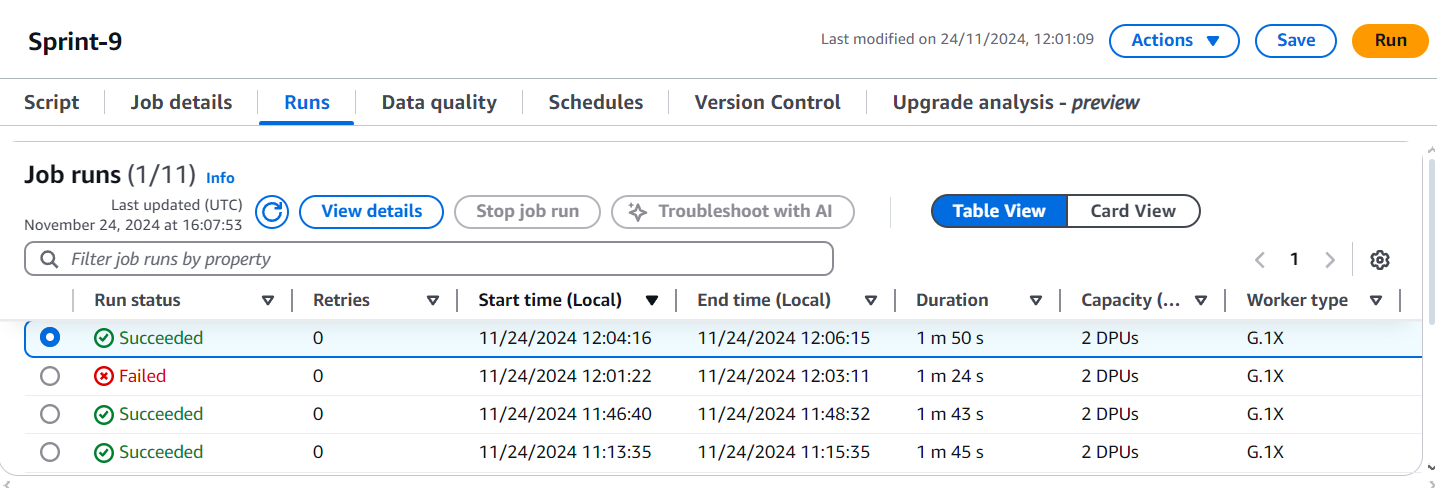 Sprint-9
Last modified on 24/11/2024, 12:01:09
Actions
Save
Run
Script
Job details
Runs
Data quality
Schedules
Version Control
Upgrade analysis - preview
Job runs (1/11) Info
Last updated (UTC)
November 24, 2024 at 16:07:53
View details
Stop job run
Troubleshoot with AI
Table View
Card View
Filter job runs by property
1
Run status Retries Start time (Local) End time (Local) Duration Capacity (... Worker type
Succeeded 0 11/24/2024 12:04:16 11/24/2024 12:06:15 1 m 50 s 2 DPUs G.1X
Failed 0 11/24/2024 12:01:22 11/24/2024 12:03:11 1 m 24 s 2 DPUs G.1X
Succeeded 0 11/24/2024 11:46:40 11/24/2024 11:48:32 1 m 43 s 2 DPUs G.1X
Succeeded 0 11/24/2024 11:13:35 11/24/2024 11:15:35 1 m 45 s 2 DPUs G.1X